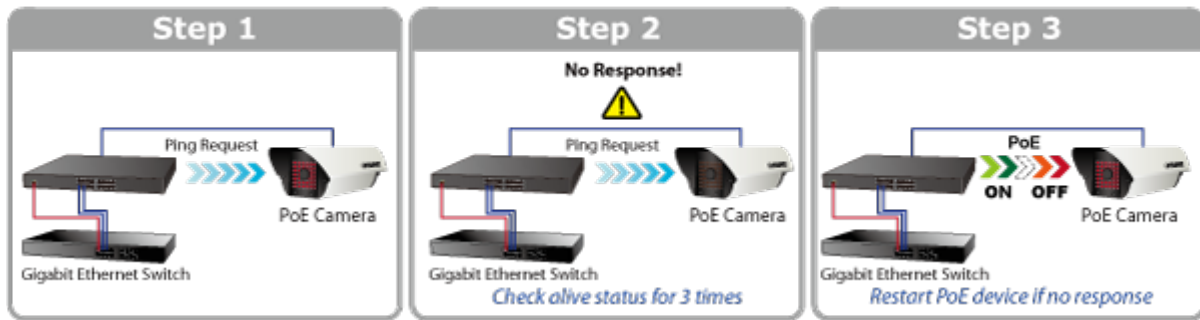 Step 1
Ping Request
PoE Camera
Gigabit Ethernet Switch
Step 2
No Response!
Ping Request
PoE Camera
Gigabit Ethernet Switch
Check alive status for 3 times
Step 3
PoE
ON OFF
PoE Camera
Gigabit Ethernet Switch
Restart PoE device if no response